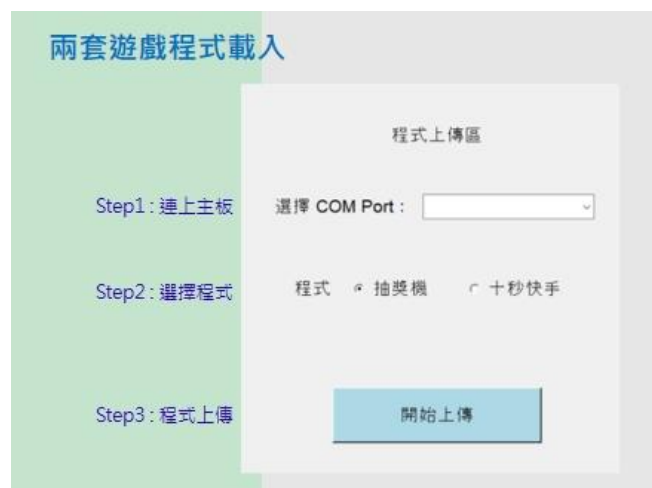 兩套遊戲程式載入
程式上傳區
Step1:連上主板 選擇 COM Port :
Step2:選擇程式 程式 抽獎機 十秒快手
Step3:程式上傳 開始上傳